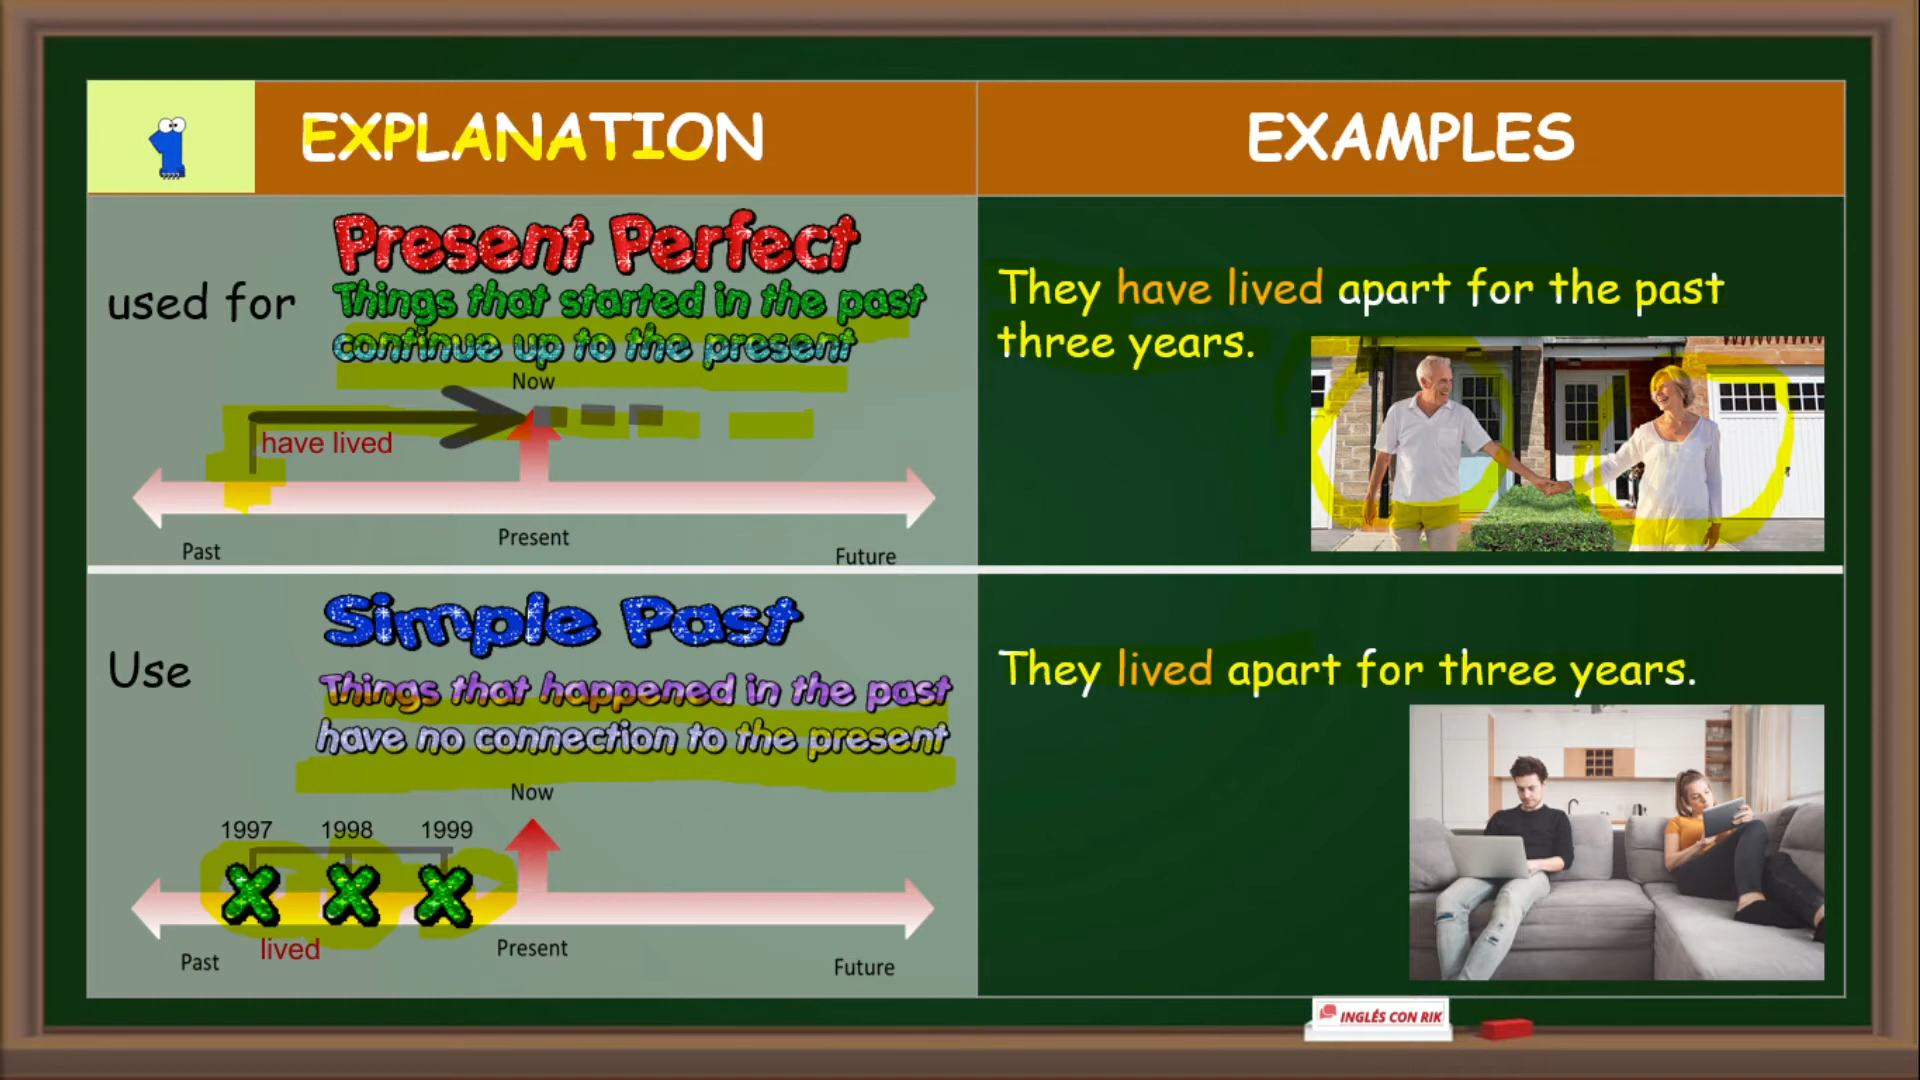 EXPLANATION
EXAMPLES
used for
Present Perfect
Things that started in the past
continue up to the present
Now
have lived
Past
Present
Future
They have lived apart for the past
three years.
Use
Simple Past
Things that happened in the past
have no connection to the present
Now
1997 1998 1999
lived
Past
Present
Future
They lived apart for three years.
INGLÉS CON RIK